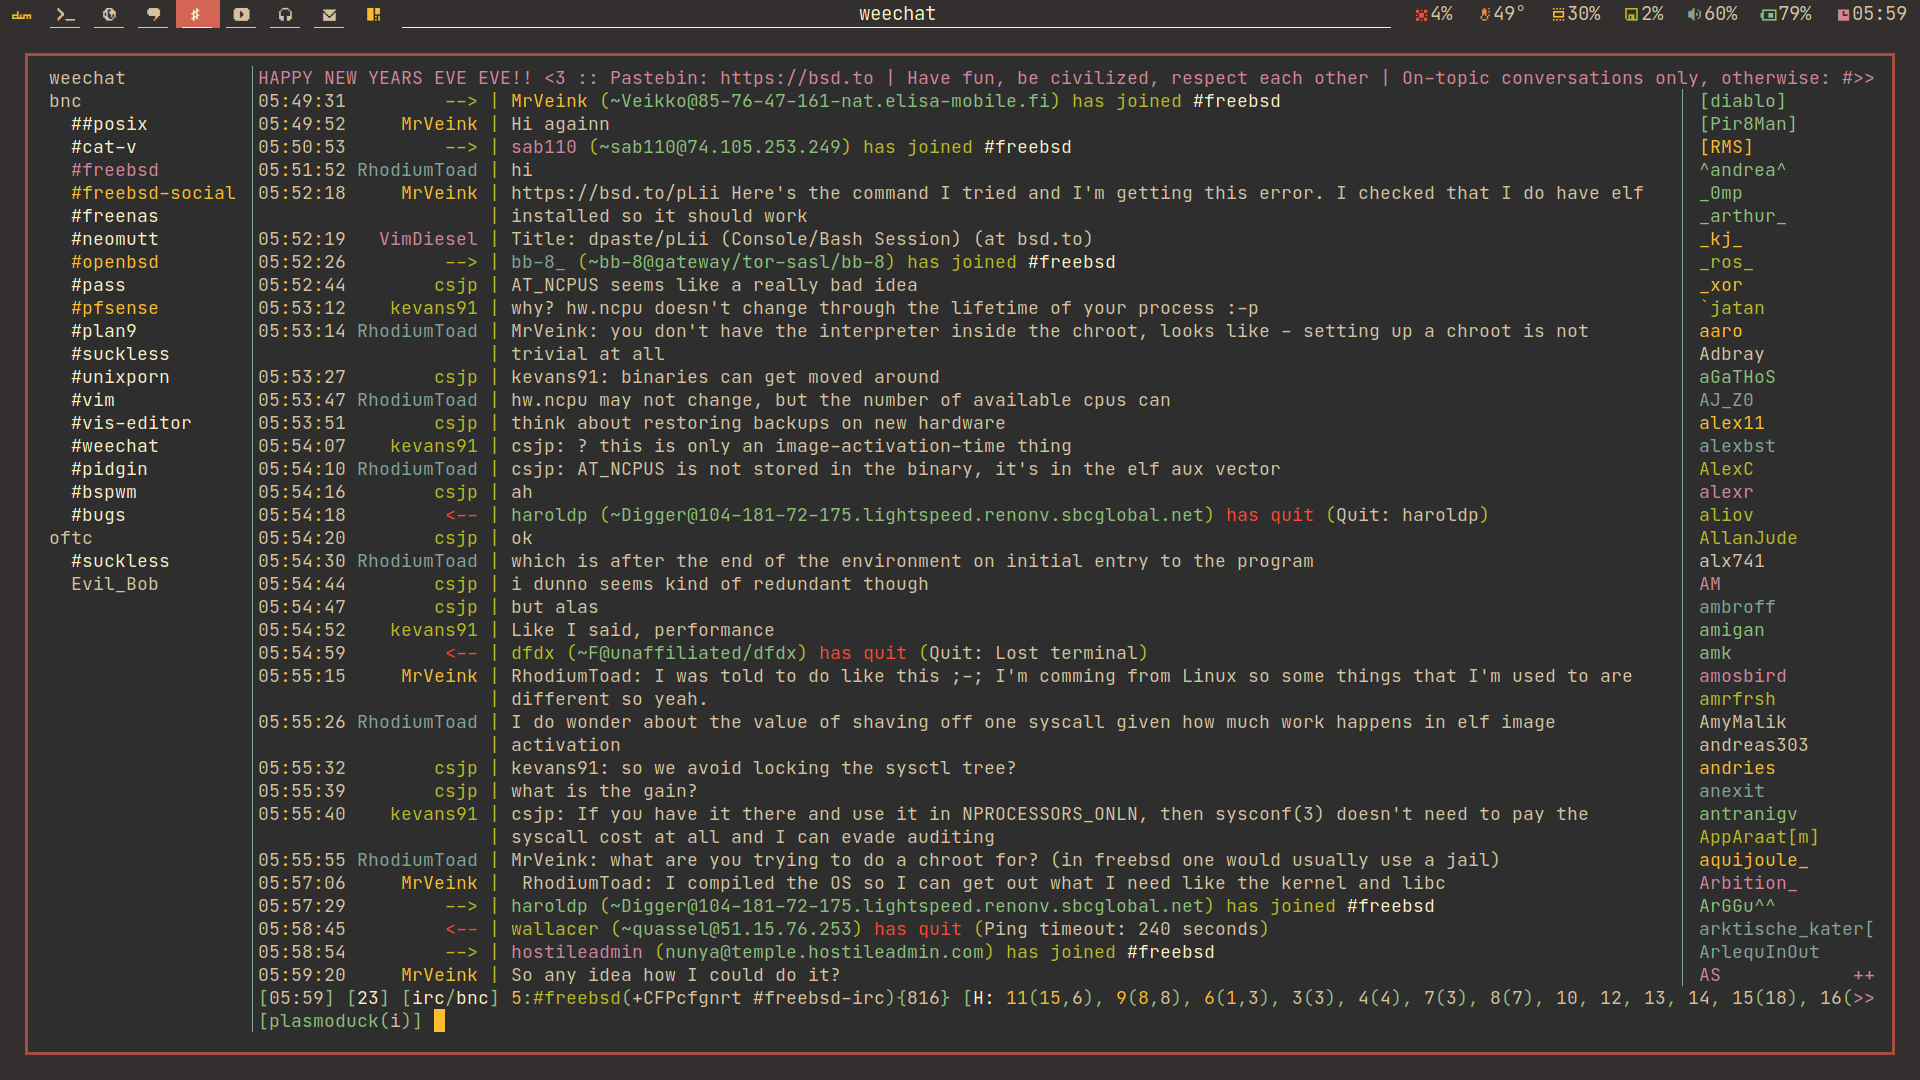 dwm >_ # weechat 4% 49° 30% 2% 60% 79% 05:59
weechat
bnc
##posix
#cat-v
#freebsd
#freebsd-social
#freenas
#neomutt
#openbsd
#pass
#pfsense
#plan9
#suckless
#unixporn
#vim
#vis-editor
#weechat
#pidgin
#bspwm
#bugs
oftc
#suckless
Evil_Bob
HAPPY NEW YEARS EVE EVE!! <3 :: Pastebin: https://bsd.to | Have fun, be civilized, respect each other | On-topic conversations only, otherwise: #>>
05:49:31 --> | MrVeink (~Veikko@85-76-47-161-nat.elisa-mobile.fi) has joined #freebsd
05:49:52 MrVeink | Hi againn
05:50:53 --> | sab110 (~sab110@74.105.253.249) has joined #freebsd
05:51:52 RhodiumToad | hi
05:52:18 MrVeink | https://bsd.to/pLii Here's the command I tried and I'm getting this error. I checked that I do have elf
| installed so it should work
05:52:19 VimDiesel | Title: dpaste/pLii (Console/Bash Session) (at bsd.to)
05:52:26 --> | bb-8_ (~bb-8@gateway/tor-sasl/bb-8) has joined #freebsd
05:52:44 csjp | AT_NCPUS seems like a really bad idea
05:53:12 kevans91 | why? hw.ncpu doesn't change through the lifetime of your process :-p
05:53:14 RhodiumToad | MrVeink: you don't have the interpreter inside the chroot, looks like - setting up a chroot is not
| trivial at all
05:53:27 csjp | kevans91: binaries can get moved around
05:53:47 RhodiumToad | hw.ncpu may not change, but the number of available cpus can
05:53:51 csjp | think about restoring backups on new hardware
05:54:07 kevans91 | csjp: ? this is only an image-activation-time thing
05:54:10 RhodiumToad | csjp: AT_NCPUS is not stored in the binary, it's in the elf aux vector
05:54:16 csjp | ah
05:54:18 <-- | haroldp (~Digger@104-181-72-175.lightspeed.renonv.sbcglobal.net) has quit (Quit: haroldp)
05:54:20 csjp | ok
05:54:30 RhodiumToad | which is after the end of the environment on initial entry to the program
05:54:44 csjp | i dunno seems kind of redundant though
05:54:47 csjp | but alas
05:54:52 kevans91 | Like I said, performance
05:54:59 <-- | dfdx (~F@unaffiliated/dfdx) has quit (Quit: Lost terminal)
05:55:15 MrVeink | RhodiumToad: I was told to do like this ;-; I'm comming from Linux so some things that I'm used to are
| different so yeah.
05:55:26 RhodiumToad | I do wonder about the value of shaving off one syscall given how much work happens in elf image
| activation
05:55:32 csjp | kevans91: so we avoid locking the sysctl tree?
05:55:39 csjp | what is the gain?
05:55:40 kevans91 | csjp: If you have it there and use it in NPROCESSORS_ONLN, then sysconf(3) doesn't need to pay the
| syscall cost at all and I can evade auditing
05:55:55 RhodiumToad | MrVeink: what are you trying to do a chroot for? (in freebsd one would usually use a jail)
05:57:06 MrVeink | RhodiumToad: I compiled the OS so I can get out what I need like the kernel and libc
05:57:29 --> | haroldp (~Digger@104-181-72-175.lightspeed.renonv.sbcglobal.net) has joined #freebsd
05:58:45 <-- | wallacer (~quassel@51.15.76.253) has quit (Ping timeout: 240 seconds)
05:58:54 --> | hostileadmin (nunya@temple.hostileadmin.com) has joined #freebsd
05:59:20 MrVeink | So any idea how I could do it?
[05:59] [23] [irc/bnc] 5:#freebsd(+CFPcfgnrt #freebsd-irc){816} [H: 11(15,6), 9(8,8), 6(1,3), 3(3), 4(4), 7(3), 8(7), 10, 12, 13, 14, 15(18), 16(>>
[plasmoduck(i)]
[diablo]
[Pir8Man]
[RMS]
^andrea^
_0mp
_arthur_
_kj_
_ros_
_xor
`jatan
aaro
Adbray
aGaTHoS
AJ_Z0
alex11
alexbst
AlexC
alexr
aliov
AllanJude
alx741
AM
ambroff
amigan
amk
amosbird
amrfrsh
AmyMalik
andreas303
andries
anexit
antranigv
AppAraat[m]
aquijoule_
Arbition_
ArGGu^^
arktische_kater[
ArlequInOut
AS ++